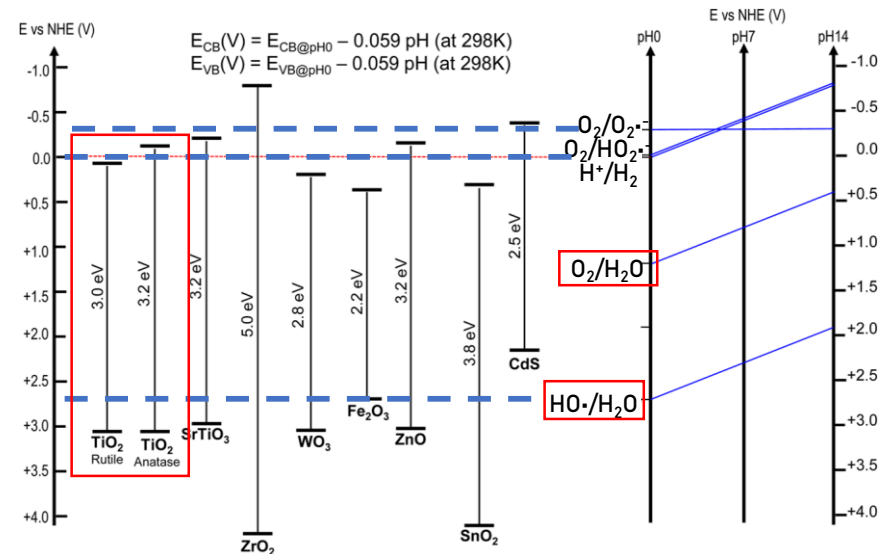 E vs NHE (V)
E_CB(V) = E_CB@pH0 – 0.059 pH (at 298K)
E_VB(V) = E_VB@pH0 – 0.059 pH (at 298K)
-1.0
-0.5
0.0
+0.5
+1.0
+1.5
+2.0
+2.5
+3.0
+3.5
+4.0
3.0 eV
3.2 eV
3.2 eV
5.0 eV
2.8 eV
2.2 eV
3.2 eV
3.8 eV
2.5 eV
TiO₂
Rutile
TiO₂
Anatase
SrTiO₃
ZrO₂
WO₃
Fe₂O₃
ZnO
SnO₂
CdS
E vs NHE (V)
pH0
pH7
pH14
O₂/O₂•-
O₂/HO₂•
H⁺/H₂
O₂/H₂O
HO•/H₂O
-1.0
-0.5
0.0
+0.5
+1.0
+1.5
+2.0
+2.5
+3.0
+3.5
+4.0